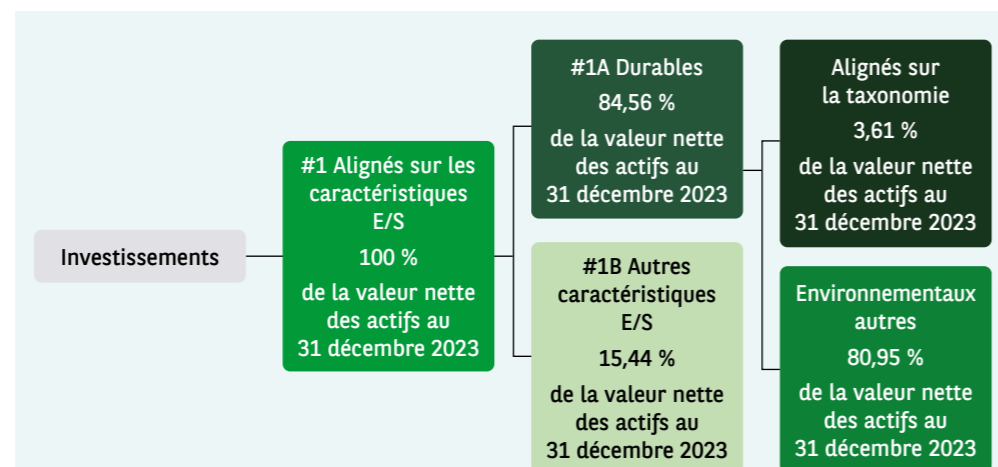 Investissements
#1 Alignés sur les
caractéristiques
E/S
100 %
de la valeur nette
des actifs au
31 décembre 2023
#1A Durables
84,56 %
de la valeur nette
des actifs au
31 décembre 2023
#1B Autres
caractéristiques
E/S
15,44 %
de la valeur nette
des actifs au
31 décembre 2023
Alignés sur
la taxonomie
3,61 %
de la valeur nette
des actifs au
31 décembre 2023
Environnementaux
autres
80,95 %
de la valeur nette
des actifs au
31 décembre 2023